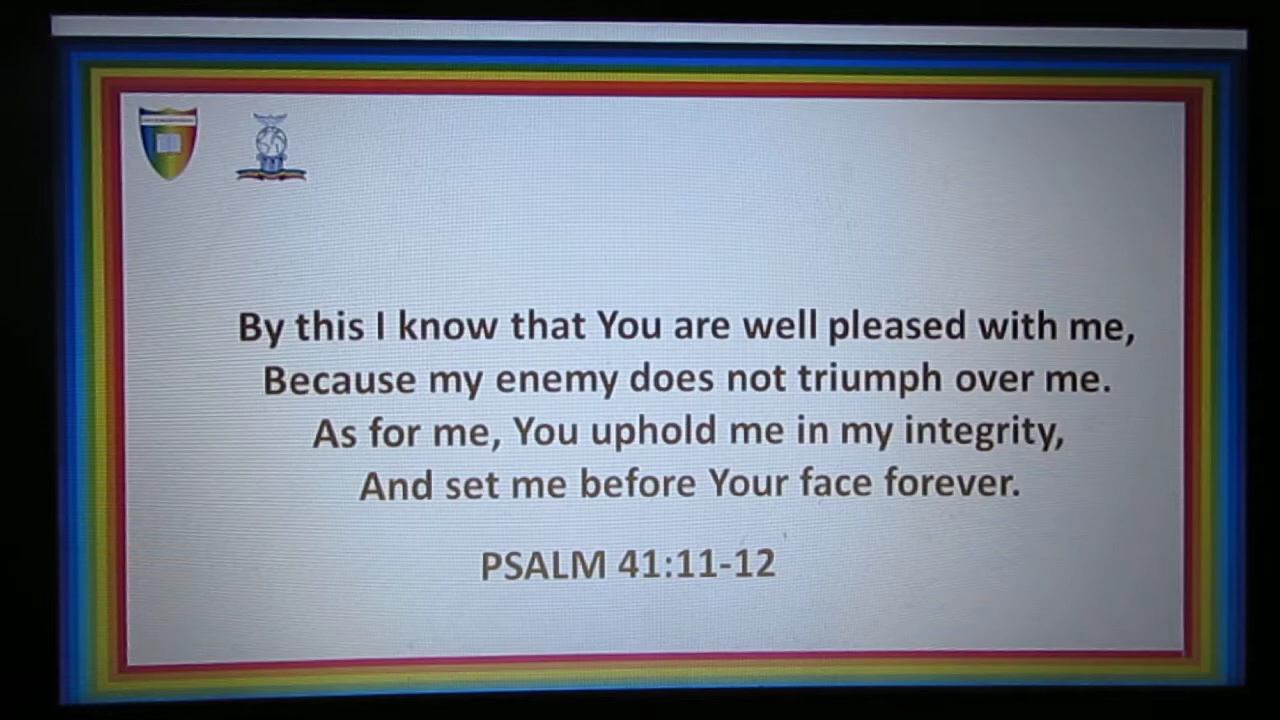 By this I know that You are well pleased with me,
Because my enemy does not triumph over me.
As for me, You uphold me in my integrity,
And set me before Your face forever.
PSALM 41:11-12